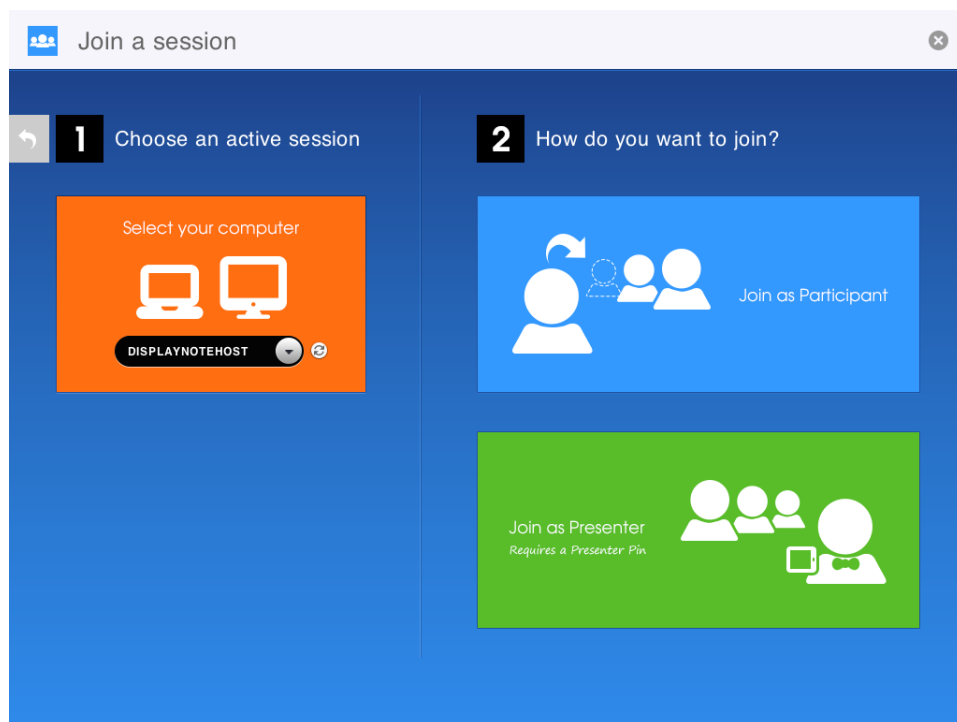 Join a session
1 Choose an active session
Select your computer
DISPLAYNOTEHOST
2 How do you want to join?
Join as Participant
Join as Presenter
Requires a Presenter Pin